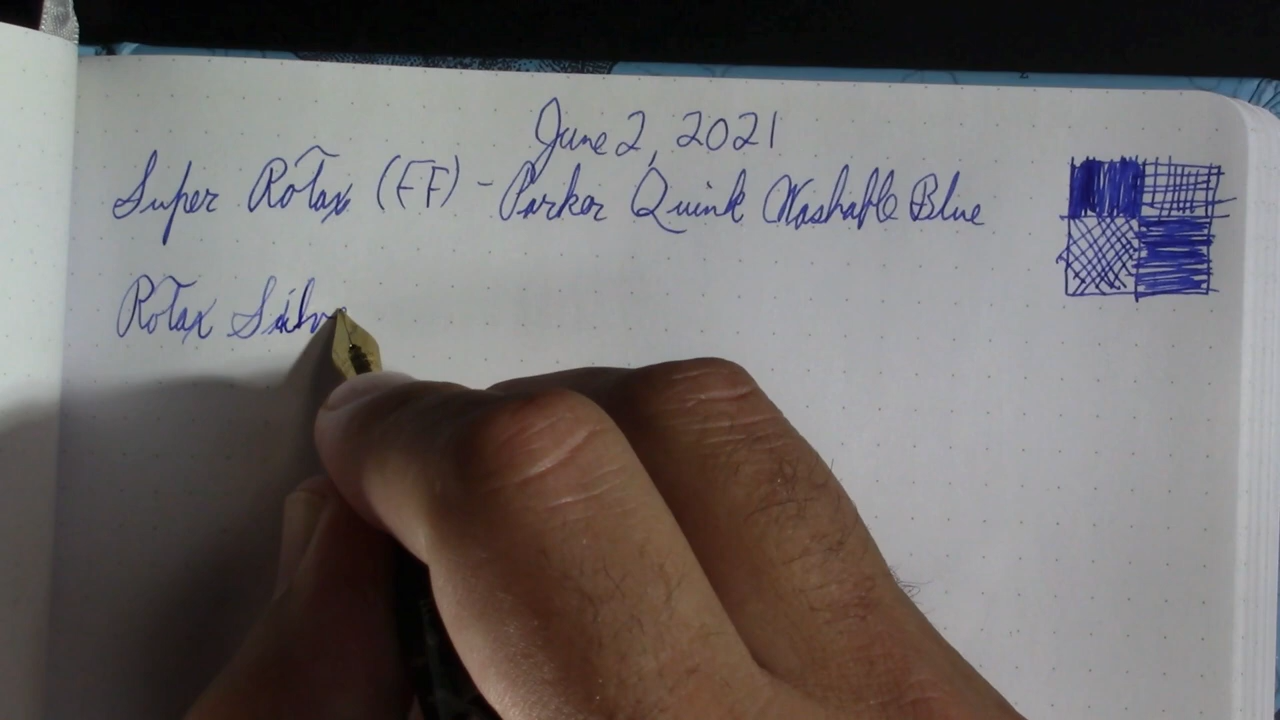 June 2, 2021
Super Rotax (EF) - Parker Quink Washable Blue
Rotax